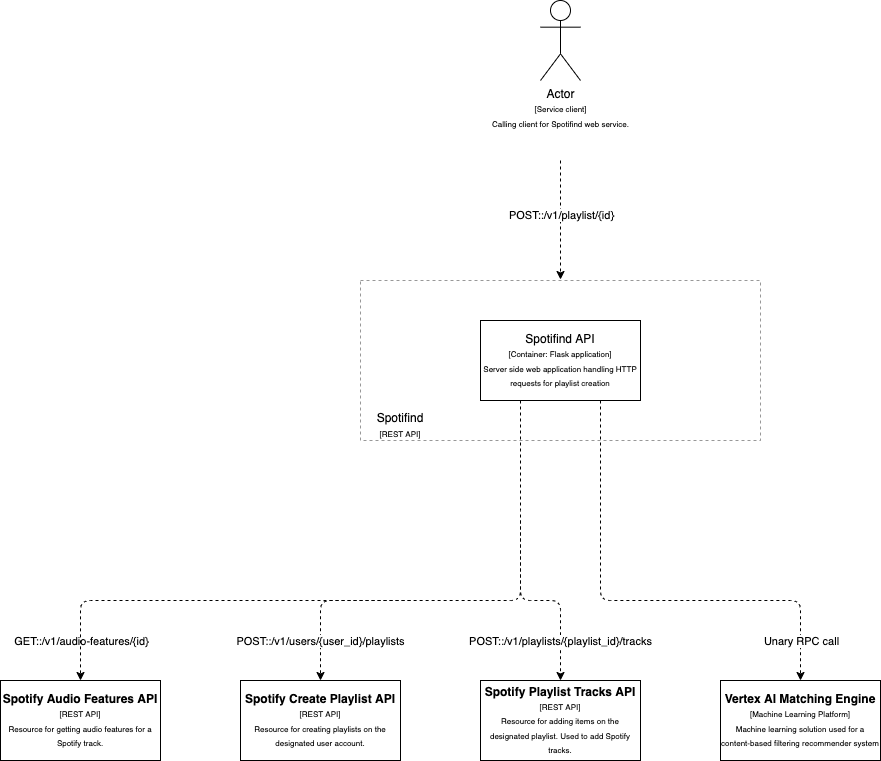 Actor
[Service client]
Calling client for Spotifind web service.
POST::/v1/playlist/{id}
Spotifind API
[Container: Flask application]
Server side web application handling HTTP
requests for playlist creation
Spotifind
[REST API]
GET::/v1/audio-features/{id}
POST::/v1/users/{user_id}/playlists
POST::/v1/playlists/{playlist_id}/tracks
Unary RPC call
Spotify Audio Features API
[REST API]
Resource for getting audio features for a
Spotify track.
Spotify Create Playlist API
[REST API]
Resource for creating playlists on the
designated user account.
Spotify Playlist Tracks API
[REST API]
Resource for adding items on the
designated playlist. Used to add Spotify
tracks.
Vertex AI Matching Engine
[Machine Learning Platform]
Machine learning solution used for a
content-based filtering recommender system